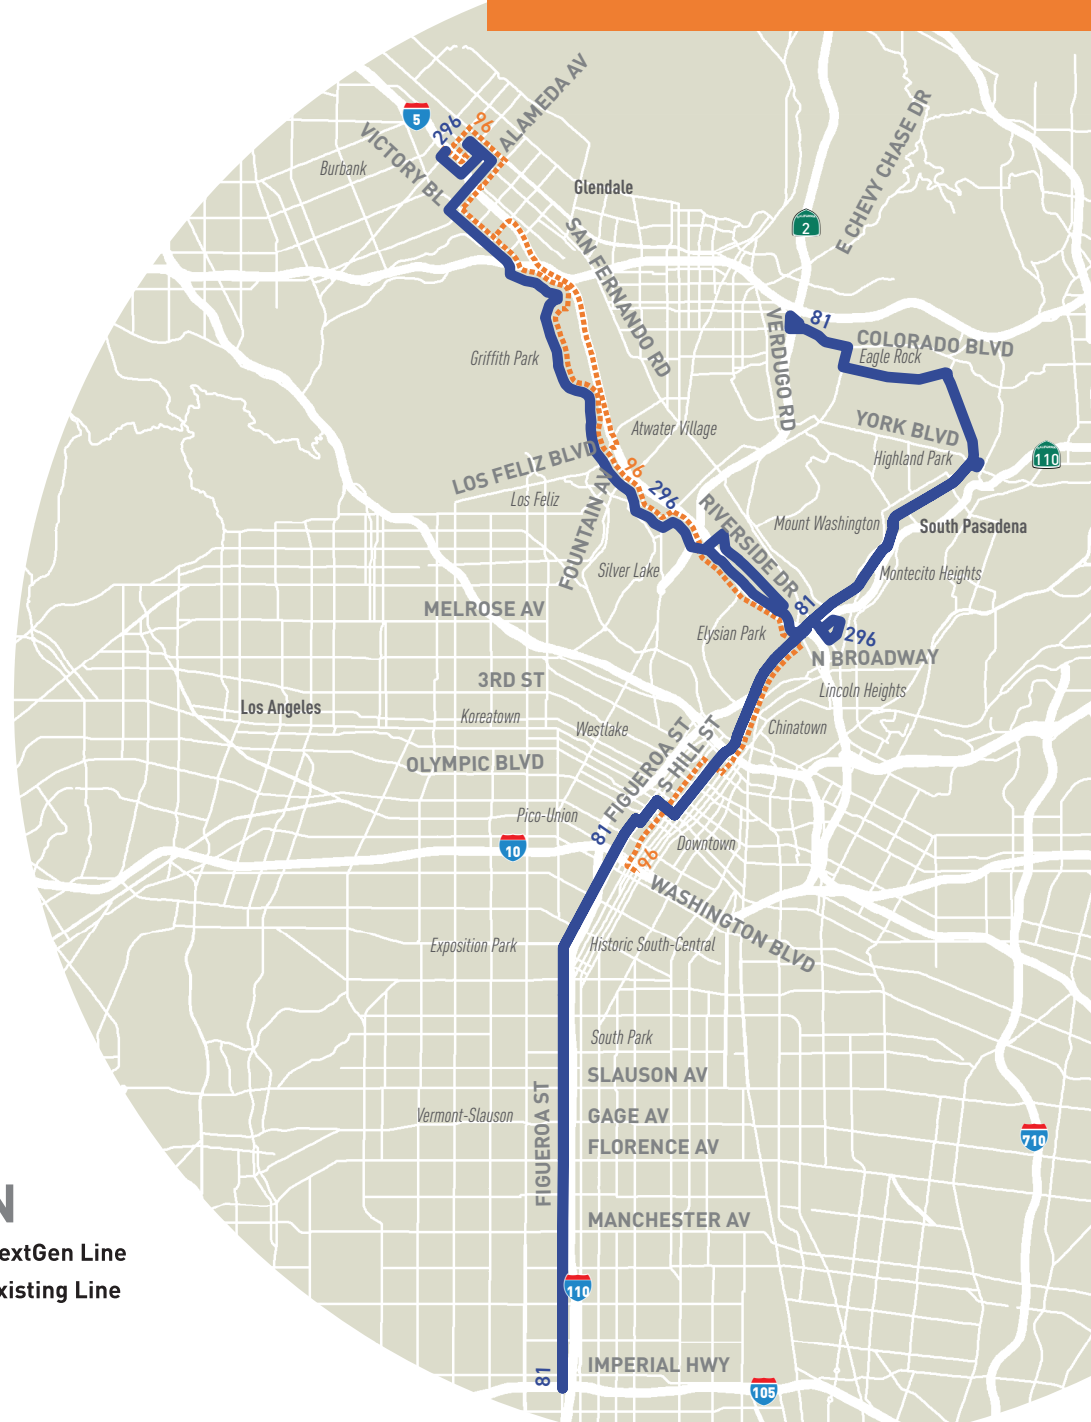 ALAMEDA AV
5
296
96
VICTORY BL
Burbank
Glendale
E CHEVY CHASE DR
CALIFORNIA
2
SAN FERNANDO RD
81
VERDUGO RD
COLORADO BLVD
Eagle Rock
Griffith Park
YORK BLVD
Atwater Village
Highland Park
CALIFORNIA
110
LOS FELIZ BLVD
96
296
Los Feliz
FOUNTAIN AV
RIVERSIDE DR
Mount Washington
South Pasadena
Silver Lake
Montecito Heights
MELROSE AV
81
Elysian Park
296
N BROADWAY
3RD ST
Lincoln Heights
Los Angeles
Koreatown
Westlake
FIGUEROA ST
S HILL ST
Chinatown
OLYMPIC BLVD
Pico-Union
81
10
Downtown
96
WASHINGTON BLVD
Exposition Park
Historic South-Central
South Park
SLAUSON AV
Vermont-Slauson
GAGE AV
FIGUEROA ST
FLORENCE AV
710
N
extGen Line
MANCHESTER AV
xisting Line
110
81
IMPERIAL HWY
105